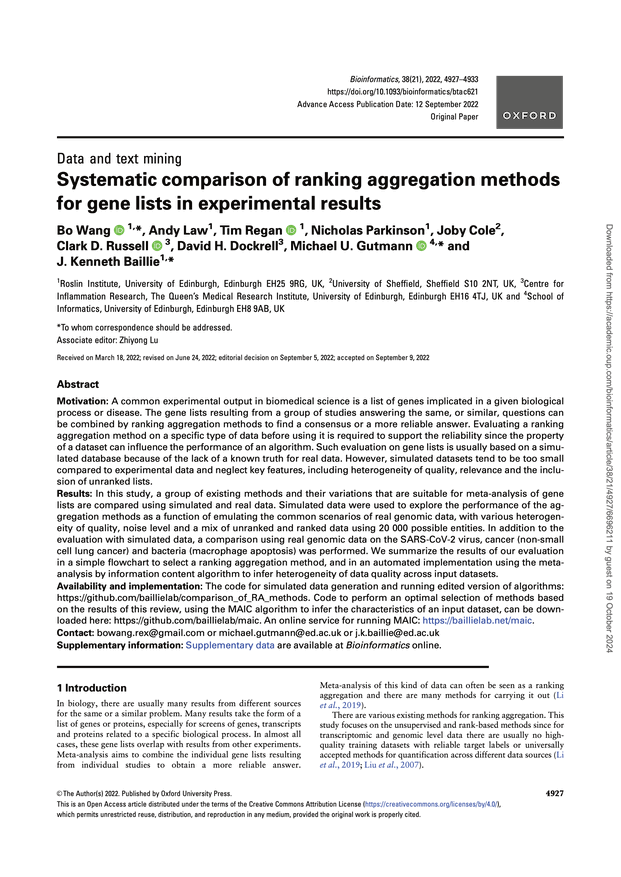 Bioinformatics, 38(21), 2022, 4927–4933
https://doi.org/10.1093/bioinformatics/btac621
Advance Access Publication Date: 12 September 2022
Original Paper
OXFORD
Data and text mining
Systematic comparison of ranking aggregation methods
for gene lists in experimental results
Bo Wang 1,*, Andy Law1, Tim Regan 1, Nicholas Parkinson1, Joby Cole2,
Clark D. Russell 3, David H. Dockrell3, Michael U. Gutmann 4,* and
J. Kenneth Baillie1,*
1Roslin Institute, University of Edinburgh, Edinburgh EH25 9RG, UK, 2University of Sheffield, Sheffield S10 2NT, UK, 3Centre for
Inflammation Research, The Queen's Medical Research Institute, University of Edinburgh, Edinburgh EH16 4TJ, UK and 4School of
Informatics, University of Edinburgh, Edinburgh EH8 9AB, UK
*To whom correspondence should be addressed.
Associate editor: Zhiyong Lu
Received on March 18, 2022; revised on June 24, 2022; editorial decision on September 5, 2022; accepted on September 9, 2022
Abstract
Motivation: A common experimental output in biomedical science is a list of genes implicated in a given biological
process or disease. The gene lists resulting from a group of studies answering the same, or similar, questions can
be combined by ranking aggregation methods to find a consensus or a more reliable answer. Evaluating a ranking
aggregation method on a specific type of data before using it is required to support the reliability since the property
of a dataset can influence the performance of an algorithm. Such evaluation on gene lists is usually based on a simu-
lated database because of the lack of a known truth for real data. However, simulated datasets tend to be too small
compared to experimental data and neglect key features, including heterogeneity of quality, relevance and the inclu-
sion of unranked lists.
Results: In this study, a group of existing methods and their variations that are suitable for meta-analysis of gene
lists are compared using simulated and real data. Simulated data were used to explore the performance of the ag-
gregation methods as a function of emulating the common scenarios of real genomic data, with various heterogen-
eity of quality, noise level and a mix of unranked and ranked data using 20 000 possible entities. In addition to the
evaluation with simulated data, a comparison using real genomic data on the SARS-CoV-2 virus, cancer (non-small
cell lung cancer) and bacteria (macrophage apoptosis) was performed. We summarize the results of our evaluation
in a simple flowchart to select a ranking aggregation method, and in an automated implementation using the meta-
analysis by information content algorithm to infer heterogeneity of data quality across input datasets.
Availability and implementation: The code for simulated data generation and running edited version of algorithms:
https://github.com/baillielab/comparison_of_RA_methods. Code to perform an optimal selection of methods based
on the results of this review, using the MAIC algorithm to infer the characteristics of an input dataset, can be down-
loaded here: https://github.com/baillielab/maic. An online service for running MAIC: https://baillielab.net/maic.
Contact: bowang.rex@gmail.com or michael.gutmann@ed.ac.uk or j.k.baillie@ed.ac.uk
Supplementary information: Supplementary data are available at Bioinformatics online.
1 Introduction
In biology, there are usually many results from different sources
for the same or a similar problem. Many results take the form of a
list of genes or proteins, especially for screens of genes, transcripts
and proteins related to a specific biological process. In almost all
cases, these gene lists overlap with results from other experiments.
Meta-analysis aims to combine the individual gene lists resulting
from individual studies to obtain a more reliable answer.
Meta-analysis of this kind of data can often be seen as a ranking
aggregation and there are many methods for carrying it out (Li
et al., 2019).
There are various existing methods for ranking aggregation. This
study focuses on the unsupervised and rank-based methods since for
transcriptomic and genomic level data there are usually no high-
quality training datasets with reliable target labels or universally
accepted methods for quantification across different data sources (Li
et al., 2019; Liu et al., 2007).
© The Author(s) 2022. Published by Oxford University Press.
4927
This is an Open Access article distributed under the terms of the Creative Commons Attribution License (https://creativecommons.org/licenses/by/4.0/),
which permits unrestricted reuse, distribution, and reproduction in any medium, provided the original work is properly cited.
Downloaded from https://academic.oup.com/bioinformatics/article/38/21/4927/6696211 by guest on 19 October 2024